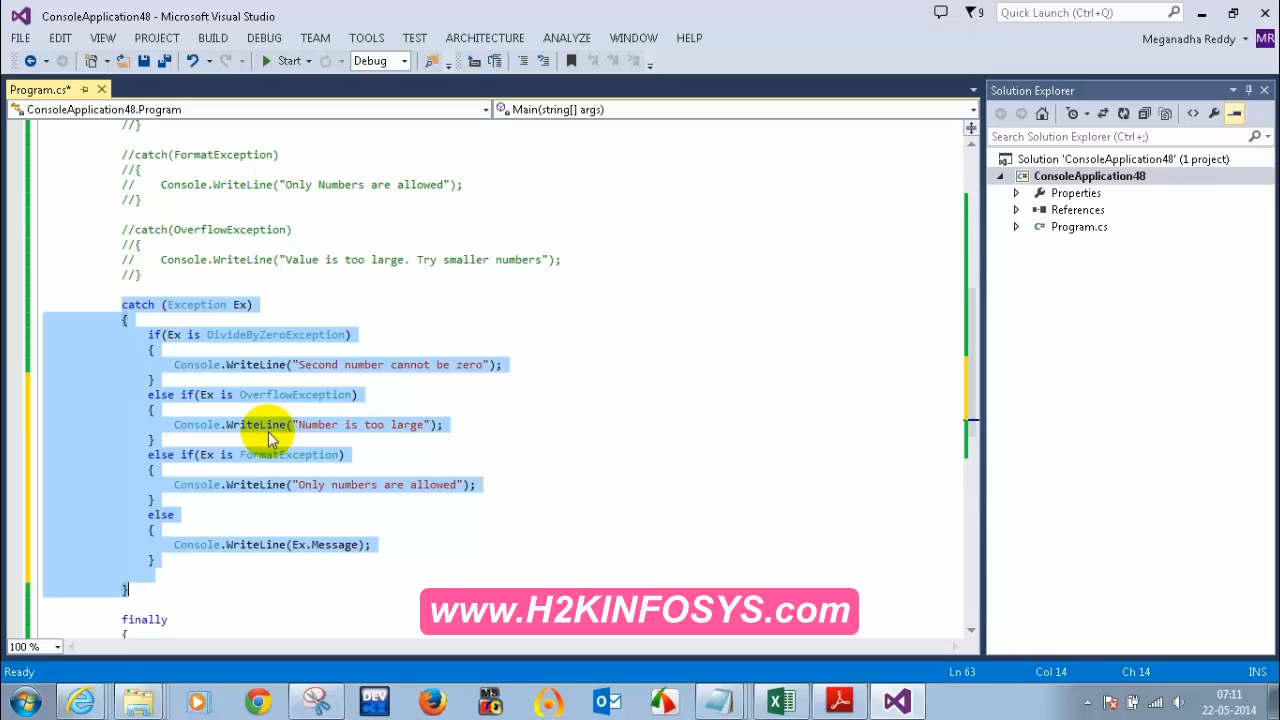 ConsoleApplication48 - Microsoft Visual Studio
9
Quick Launch (Ctrl+Q)
FILE EDIT VIEW PROJECT BUILD DEBUG TEAM TOOLS TEST ARCHITECTURE ANALYZE WINDOW HELP
Meganadha Reddy MR
Start Debug
Program.cs*
ConsoleApplication48.Program
Main(string[] args)
//}
//catch(FormatException)
//{
// Console.WriteLine("Only Numbers are allowed");
//}
//catch(OverflowException)
//{
// Console.WriteLine("Value is too large. Try smaller numbers");
//}
catch (Exception Ex)
{
if(Ex is DivideByZeroException)
{
Console.WriteLine("Second number cannot be zero");
}
else if(Ex is OverflowException)
{
Console.WriteLine("Number is too large");
}
else if(Ex is FormatException)
{
Console.WriteLine("Only numbers are allowed");
}
else
{
Console.WriteLine(Ex.Message);
}
}
finally
{
100 %
Solution Explorer
Search Solution Explorer (Ctrl+;)
Solution 'ConsoleApplication48' (1 project)
C# ConsoleApplication48
Properties
References
Program.cs
www.H2KINFOSYS.com
Ready
Ln 63
Col 14
Ch 14
INS
DEV
MS
07:11
22-05-2014